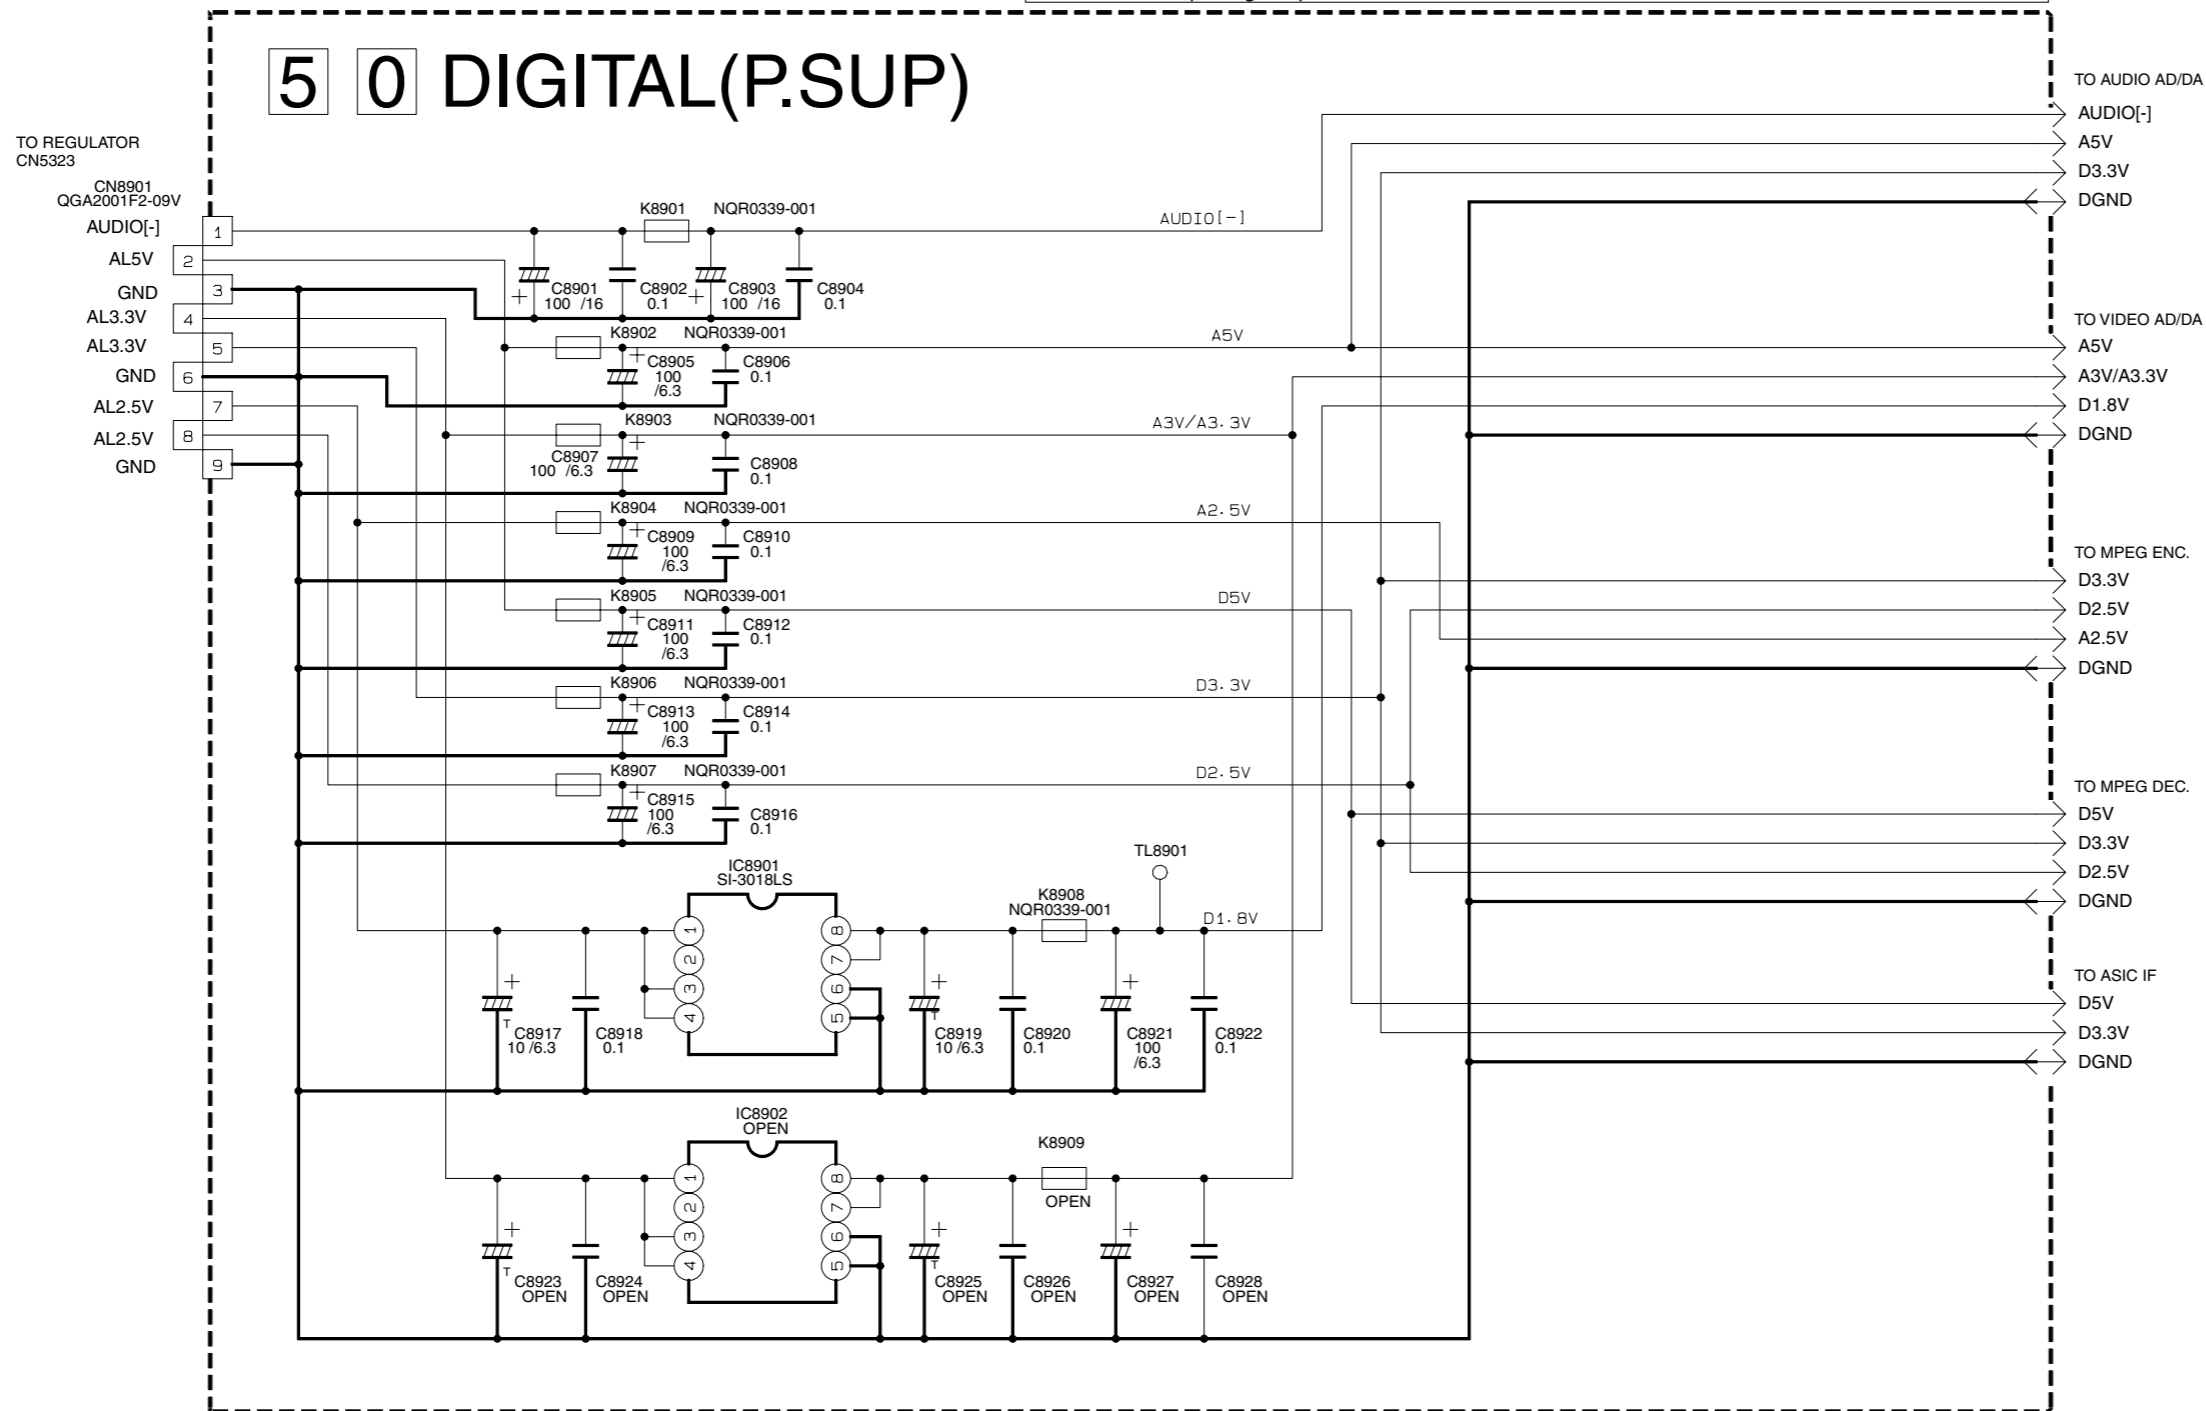 5 0 DIGITAL(P.SUP)
TO REGULATOR
CN5323
CN8901
QGA2001F2-09V
AUDIO[-] 1
AL5V 2
GND 3
AL3.3V 4
AL3.3V 5
GND 6
AL2.5V 7
AL2.5V 8
GND 9
K8901 NQR0339-001
AUDIO[-]
+ C8901 100 /16
C8902 0.1
+ C8903 100 /16
C8904 0.1
K8902 NQR0339-001
A5V
+ C8905 100 /6.3
C8906 0.1
K8903 NQR0339-001
A3V/A3.3V
+ C8907 100 /6.3
C8908 0.1
K8904 NQR0339-001
A2.5V
+ C8909 100 /6.3
C8910 0.1
K8905 NQR0339-001
D5V
+ C8911 100 /6.3
C8912 0.1
K8906 NQR0339-001
D3.3V
+ C8913 100 /6.3
C8914 0.1
K8907 NQR0339-001
D2.5V
+ C8915 100 /6.3
C8916 0.1
IC8901
SI-3018LS
1 2 3 4
8 7 6 5
TL8901
K8908
NQR0339-001
D1.8V
+ T C8917 10 /6.3
C8918 0.1
+ T C8919 10 /6.3
C8920 0.1
+ C8921 100 /6.3
C8922 0.1
IC8902
OPEN
1 2 3 4
8 7 6 5
K8909
OPEN
+ T C8923 OPEN
C8924 OPEN
+ T C8925 OPEN
C8926 OPEN
+ C8927 OPEN
C8928 OPEN
TO AUDIO AD/DA
AUDIO[-]
A5V
D3.3V
DGND
TO VIDEO AD/DA
A5V
A3V/A3.3V
D1.8V
DGND
TO MPEG ENC.
D3.3V
D2.5V
A2.5V
DGND
TO MPEG DEC.
D5V
D3.3V
D2.5V
DGND
TO ASIC IF
D5V
D3.3V
DGND